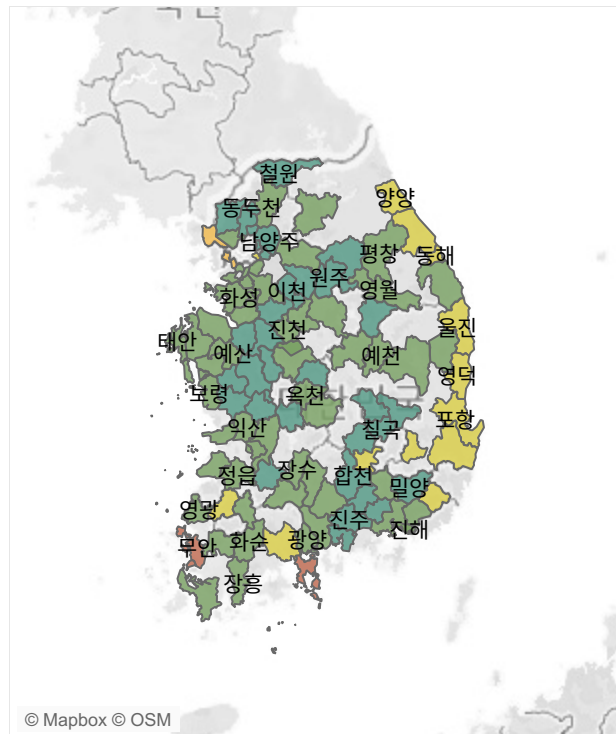 철원
양양
동두천
남양주
동해
평창
원주
영월
이천
화성
진천
울진
태안
예산
예천
영덕
보령
옥천
포항
익산
칠곡
장수
정읍
합천
밀양
영광
진주
진해
무안
화순
광양
장흥
© Mapbox © OSM